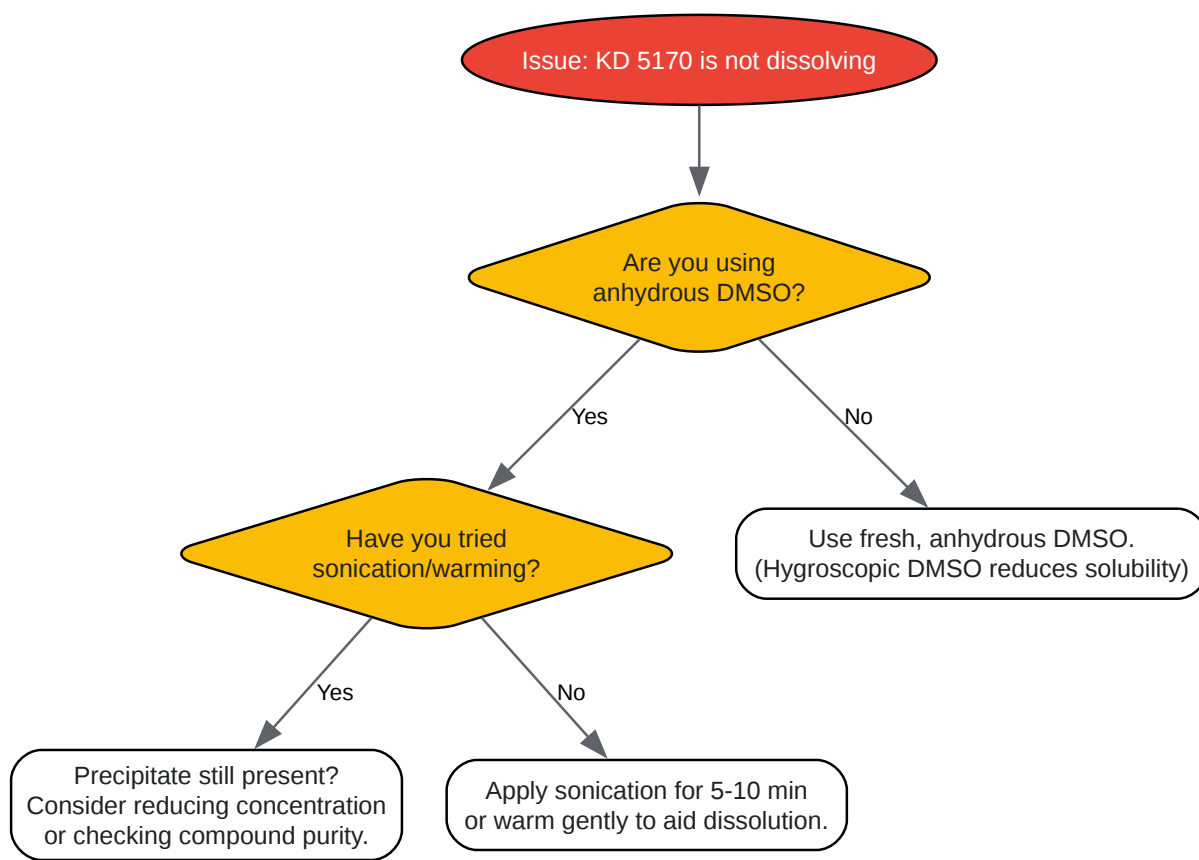 Issue: KD 5170 is not dissolving
Are you using
anhydrous DMSO?
Yes
No
Have you tried
sonication/warming?
Use fresh, anhydrous DMSO.
(Hygroscopic DMSO reduces solubility)
Yes
No
Precipitate still present?
Consider reducing concentration
or checking compound purity.
Apply sonication for 5-10 min
or warm gently to aid dissolution.